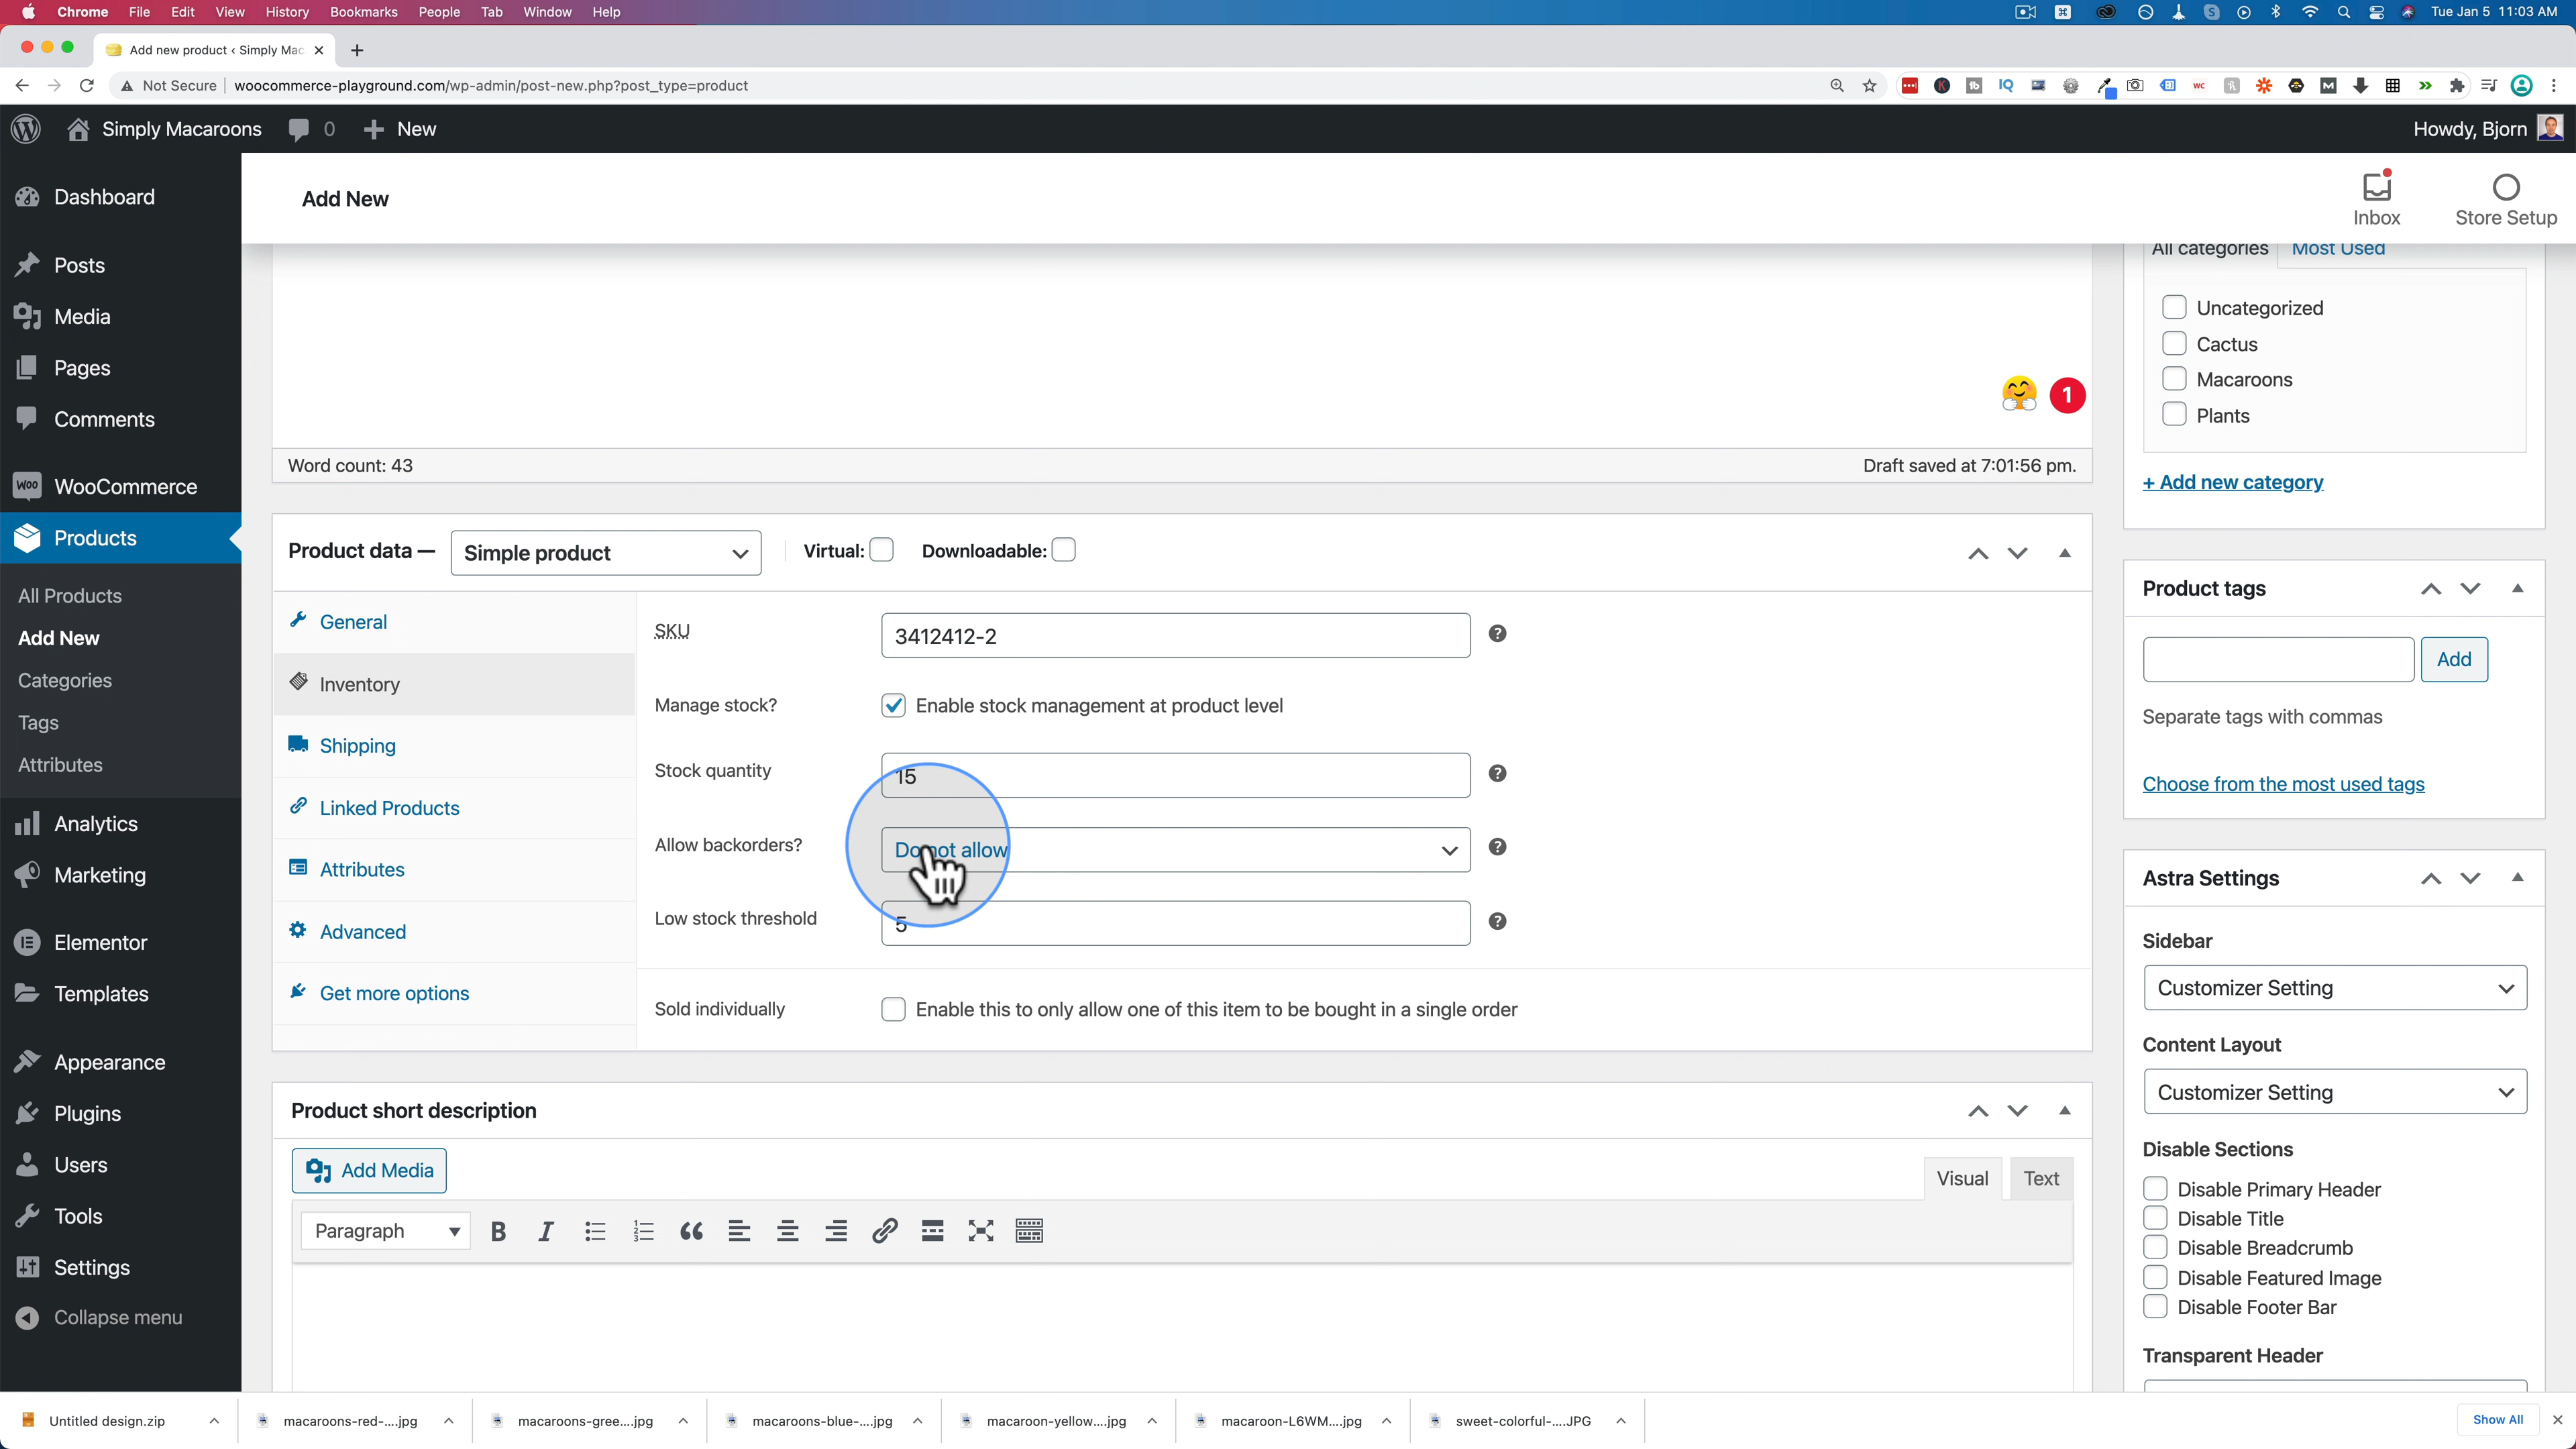 Chrome File Edit View History Bookmarks People Tab Window Help Tue Jan 5 11:03 AM
Add new product ‹ Simply Mac
Not Secure woocommerce-playground.com/wp-admin/post-new.php?post_type=product
Simply Macaroons 0 New Howdy, Bjorn
Add New
Inbox
Store Setup
Dashboard
Posts
Media
Pages
Comments
WooCommerce
Products
All Products
Add New
Categories
Tags
Attributes
Analytics
Marketing
Elementor
Templates
Appearance
Plugins
Users
Tools
Settings
Collapse menu
1
Word count: 43 Draft saved at 7:01:56 pm.
Product data — Simple product Virtual: Downloadable:
General
Inventory
Shipping
Linked Products
Attributes
Advanced
Get more options
SKU 3412412-2
Manage stock? Enable stock management at product level
Stock quantity 15
Allow backorders? Do not allow
Low stock threshold 5
Sold individually Enable this to only allow one of this item to be bought in a single order
Product short description
Add Media
Visual Text
Paragraph
All categories Most Used
Uncategorized
Cactus
Macaroons
Plants
+ Add new category
Product tags
Add
Separate tags with commas
Choose from the most used tags
Astra Settings
Sidebar
Customizer Setting
Content Layout
Customizer Setting
Disable Sections
Disable Primary Header
Disable Title
Disable Breadcrumb
Disable Featured Image
Disable Footer Bar
Transparent Header
Untitled design.zip macaroons-red-....jpg macaroons-gree....jpg macaroons-blue-....jpg macaroon-yellow....jpg macaroon-L6WM....jpg sweet-colorful-....JPG Show All